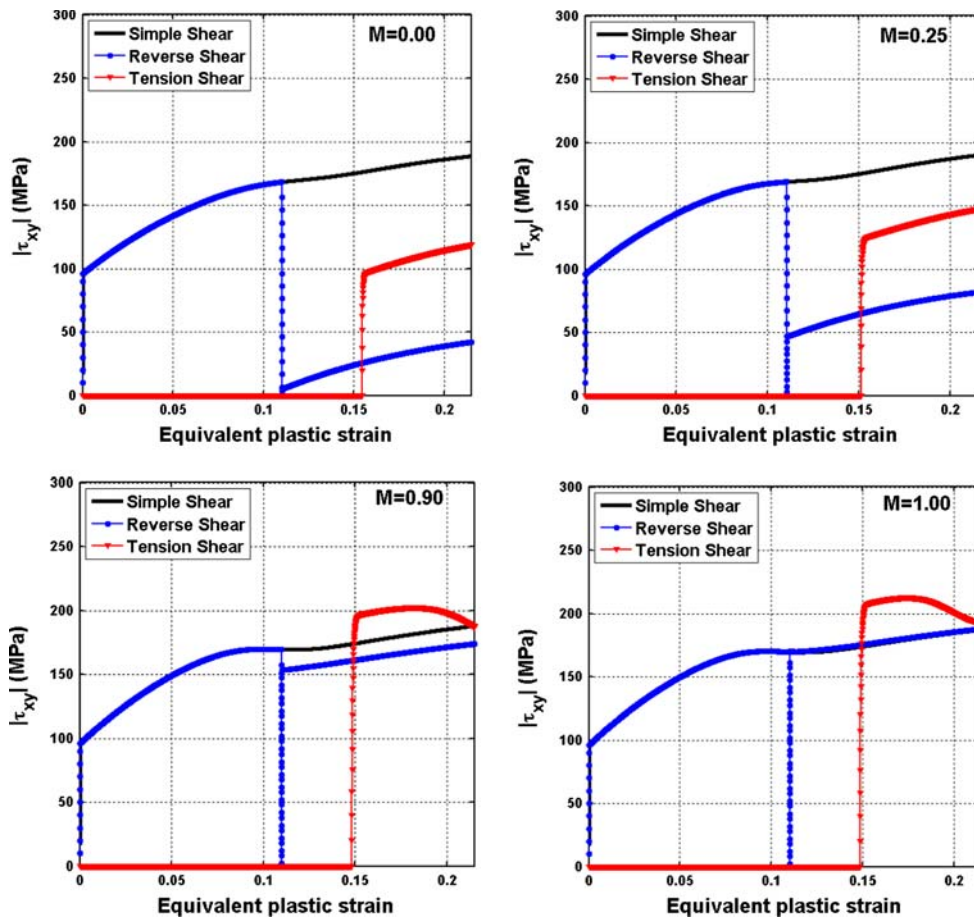 M=0.00
Simple Shear
Reverse Shear
Tension Shear
|τxy| (MPa)
300
250
200
150
100
50
0
0 0.05 0.1 0.15 0.2
Equivalent plastic strain
M=0.25
Simple Shear
Reverse Shear
Tension Shear
|τxy| (MPa)
300
250
200
150
100
50
0
0 0.05 0.1 0.15 0.2
Equivalent plastic strain
M=0.90
Simple Shear
Reverse Shear
Tension Shear
|τxy| (MPa)
300
250
200
150
100
50
0
0 0.05 0.1 0.15 0.2
Equivalent plastic strain
M=1.00
Simple Shear
Reverse Shear
Tension Shear
|τxy| (MPa)
300
250
200
150
100
50
0
0 0.05 0.1 0.15 0.2
Equivalent plastic strain